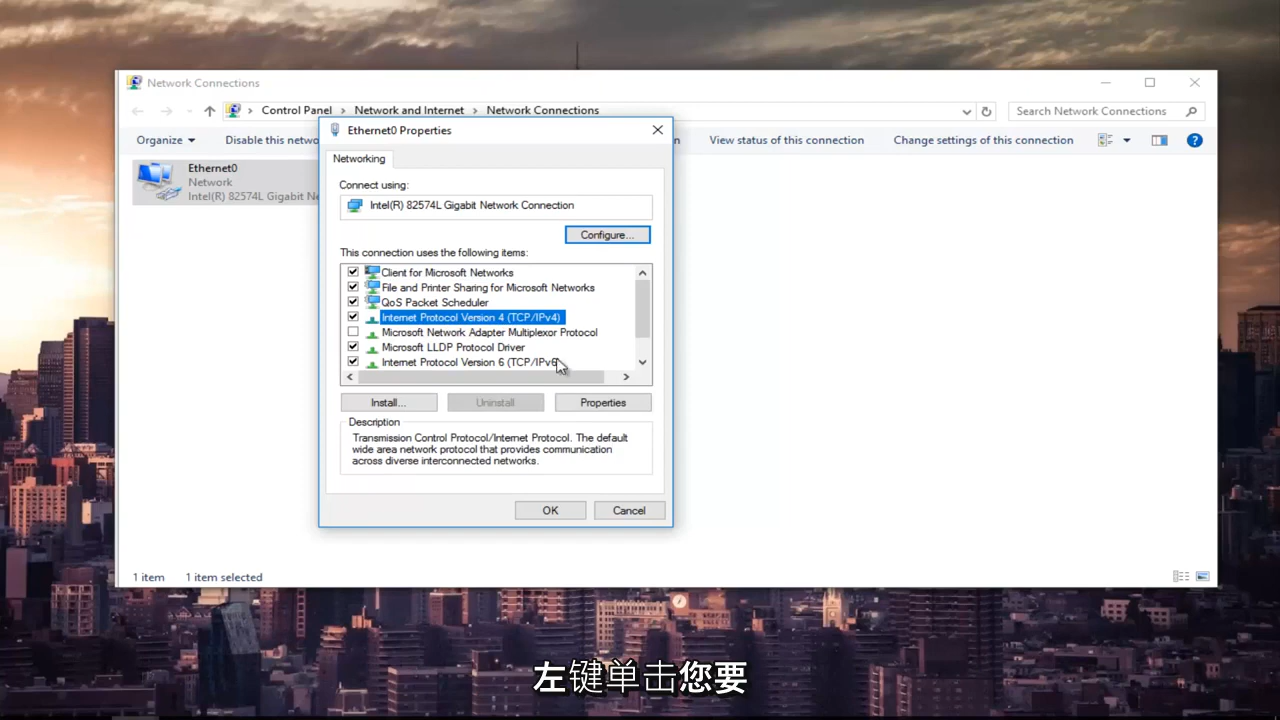 Network Connections
Control Panel > Network and Internet > Network Connections
Search Network Connections
Organize
Disable this netwo
n
View status of this connection
Change settings of this connection
Ethernet0
Network
Intel(R) 82574L Gigabit Ne
Ethernet0 Properties
Networking
Connect using:
Intel(R) 82574L Gigabit Network Connection
Configure...
This connection uses the following items:
Client for Microsoft Networks
File and Printer Sharing for Microsoft Networks
QoS Packet Scheduler
Internet Protocol Version 4 (TCP/IPv4)
Microsoft Network Adapter Multiplexor Protocol
Microsoft LLDP Protocol Driver
Internet Protocol Version 6 (TCP/IPv6
Install...
Uninstall
Properties
Description
Transmission Control Protocol/Internet Protocol. The default
wide area network protocol that provides communication
across diverse interconnected networks.
OK
Cancel
1 item
1 item selected
左键单击您要